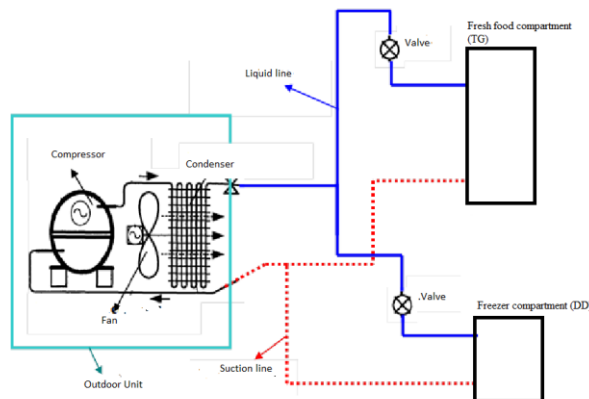 Fresh food compartment
(TG)
Valve
Liquid line
Compressor
Condenser
.Valve
Freezer compartment (DD
Fan
Suction line
Outdoor Unit